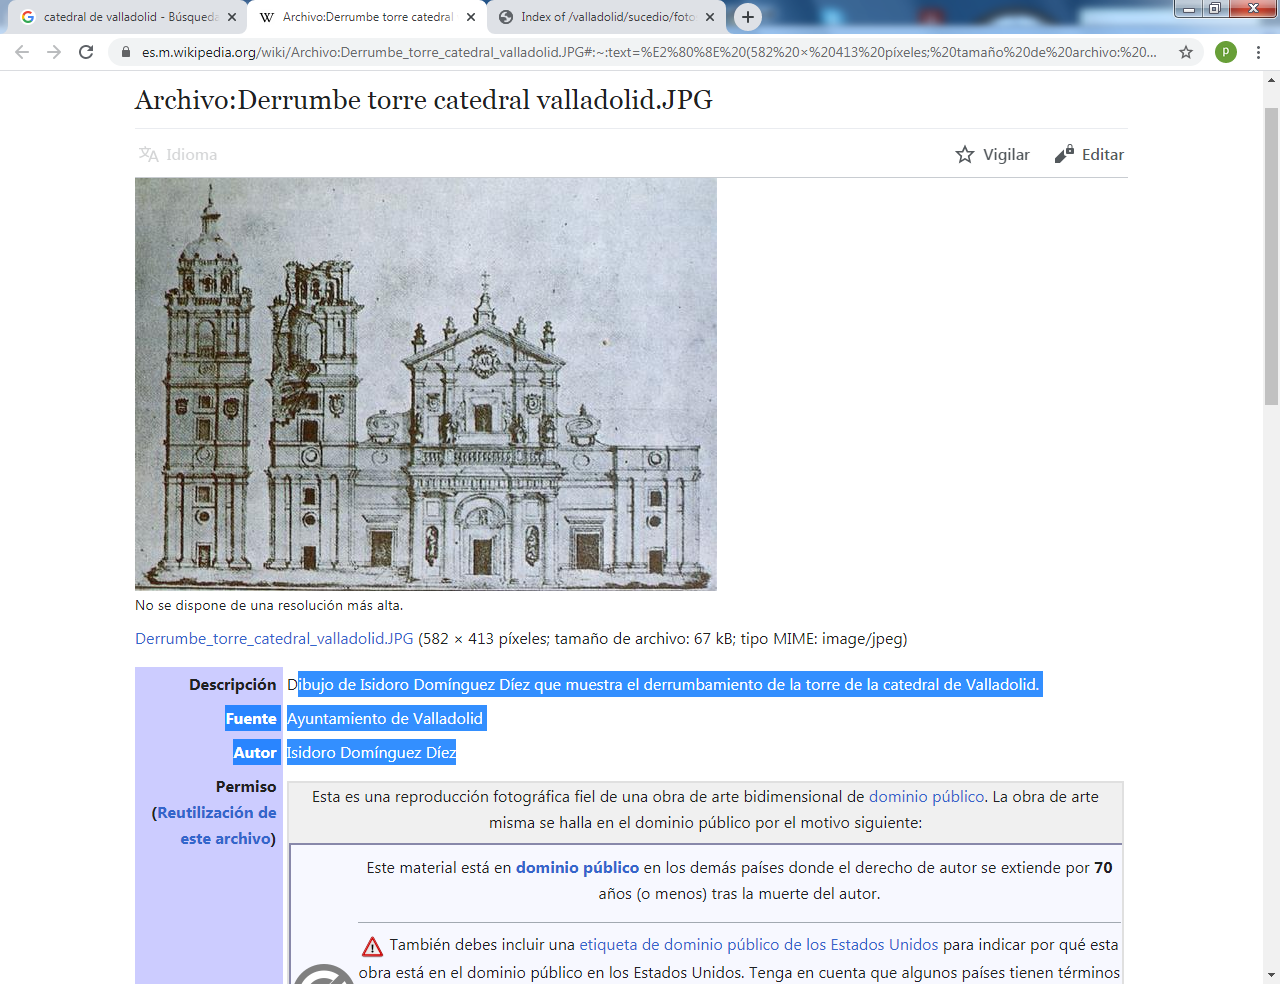 catedral de valladolid - Búsqueda
Archivo:Derrumbe torre catedral
Index of /valladolid/sucedio/foto
es.m.wikipedia.org/wiki/Archivo:Derrumbe_torre_catedral_valladolid.JPG#:~:text=%E2%80%8E%20(582%20×%20413%20píxeles;%20tamaño%20de%20archivo:%20...
P
Archivo:Derrumbe torre catedral valladolid.JPG
Idioma
Vigilar
Editar
No se dispone de una resolución más alta.
Derrumbe_torre_catedral_valladolid.JPG (582 × 413 píxeles; tamaño de archivo: 67 kB; tipo MIME: image/jpeg)
Descripción Dibujo de Isidoro Domínguez Díez que muestra el derrumbamiento de la torre de la catedral de Valladolid.
Fuente Ayuntamiento de Valladolid
Autor Isidoro Domínguez Díez
Permiso
(Reutilización de
este archivo)
Esta es una reproducción fotográfica fiel de una obra de arte bidimensional de dominio público. La obra de arte
misma se halla en el dominio público por el motivo siguiente:
Este material está en dominio público en los demás países donde el derecho de autor se extiende por 70
años (o menos) tras la muerte del autor.
También debes incluir una etiqueta de dominio público de los Estados Unidos para indicar por qué esta
obra está en el dominio público en los Estados Unidos. Tenga en cuenta que algunos países tienen términos